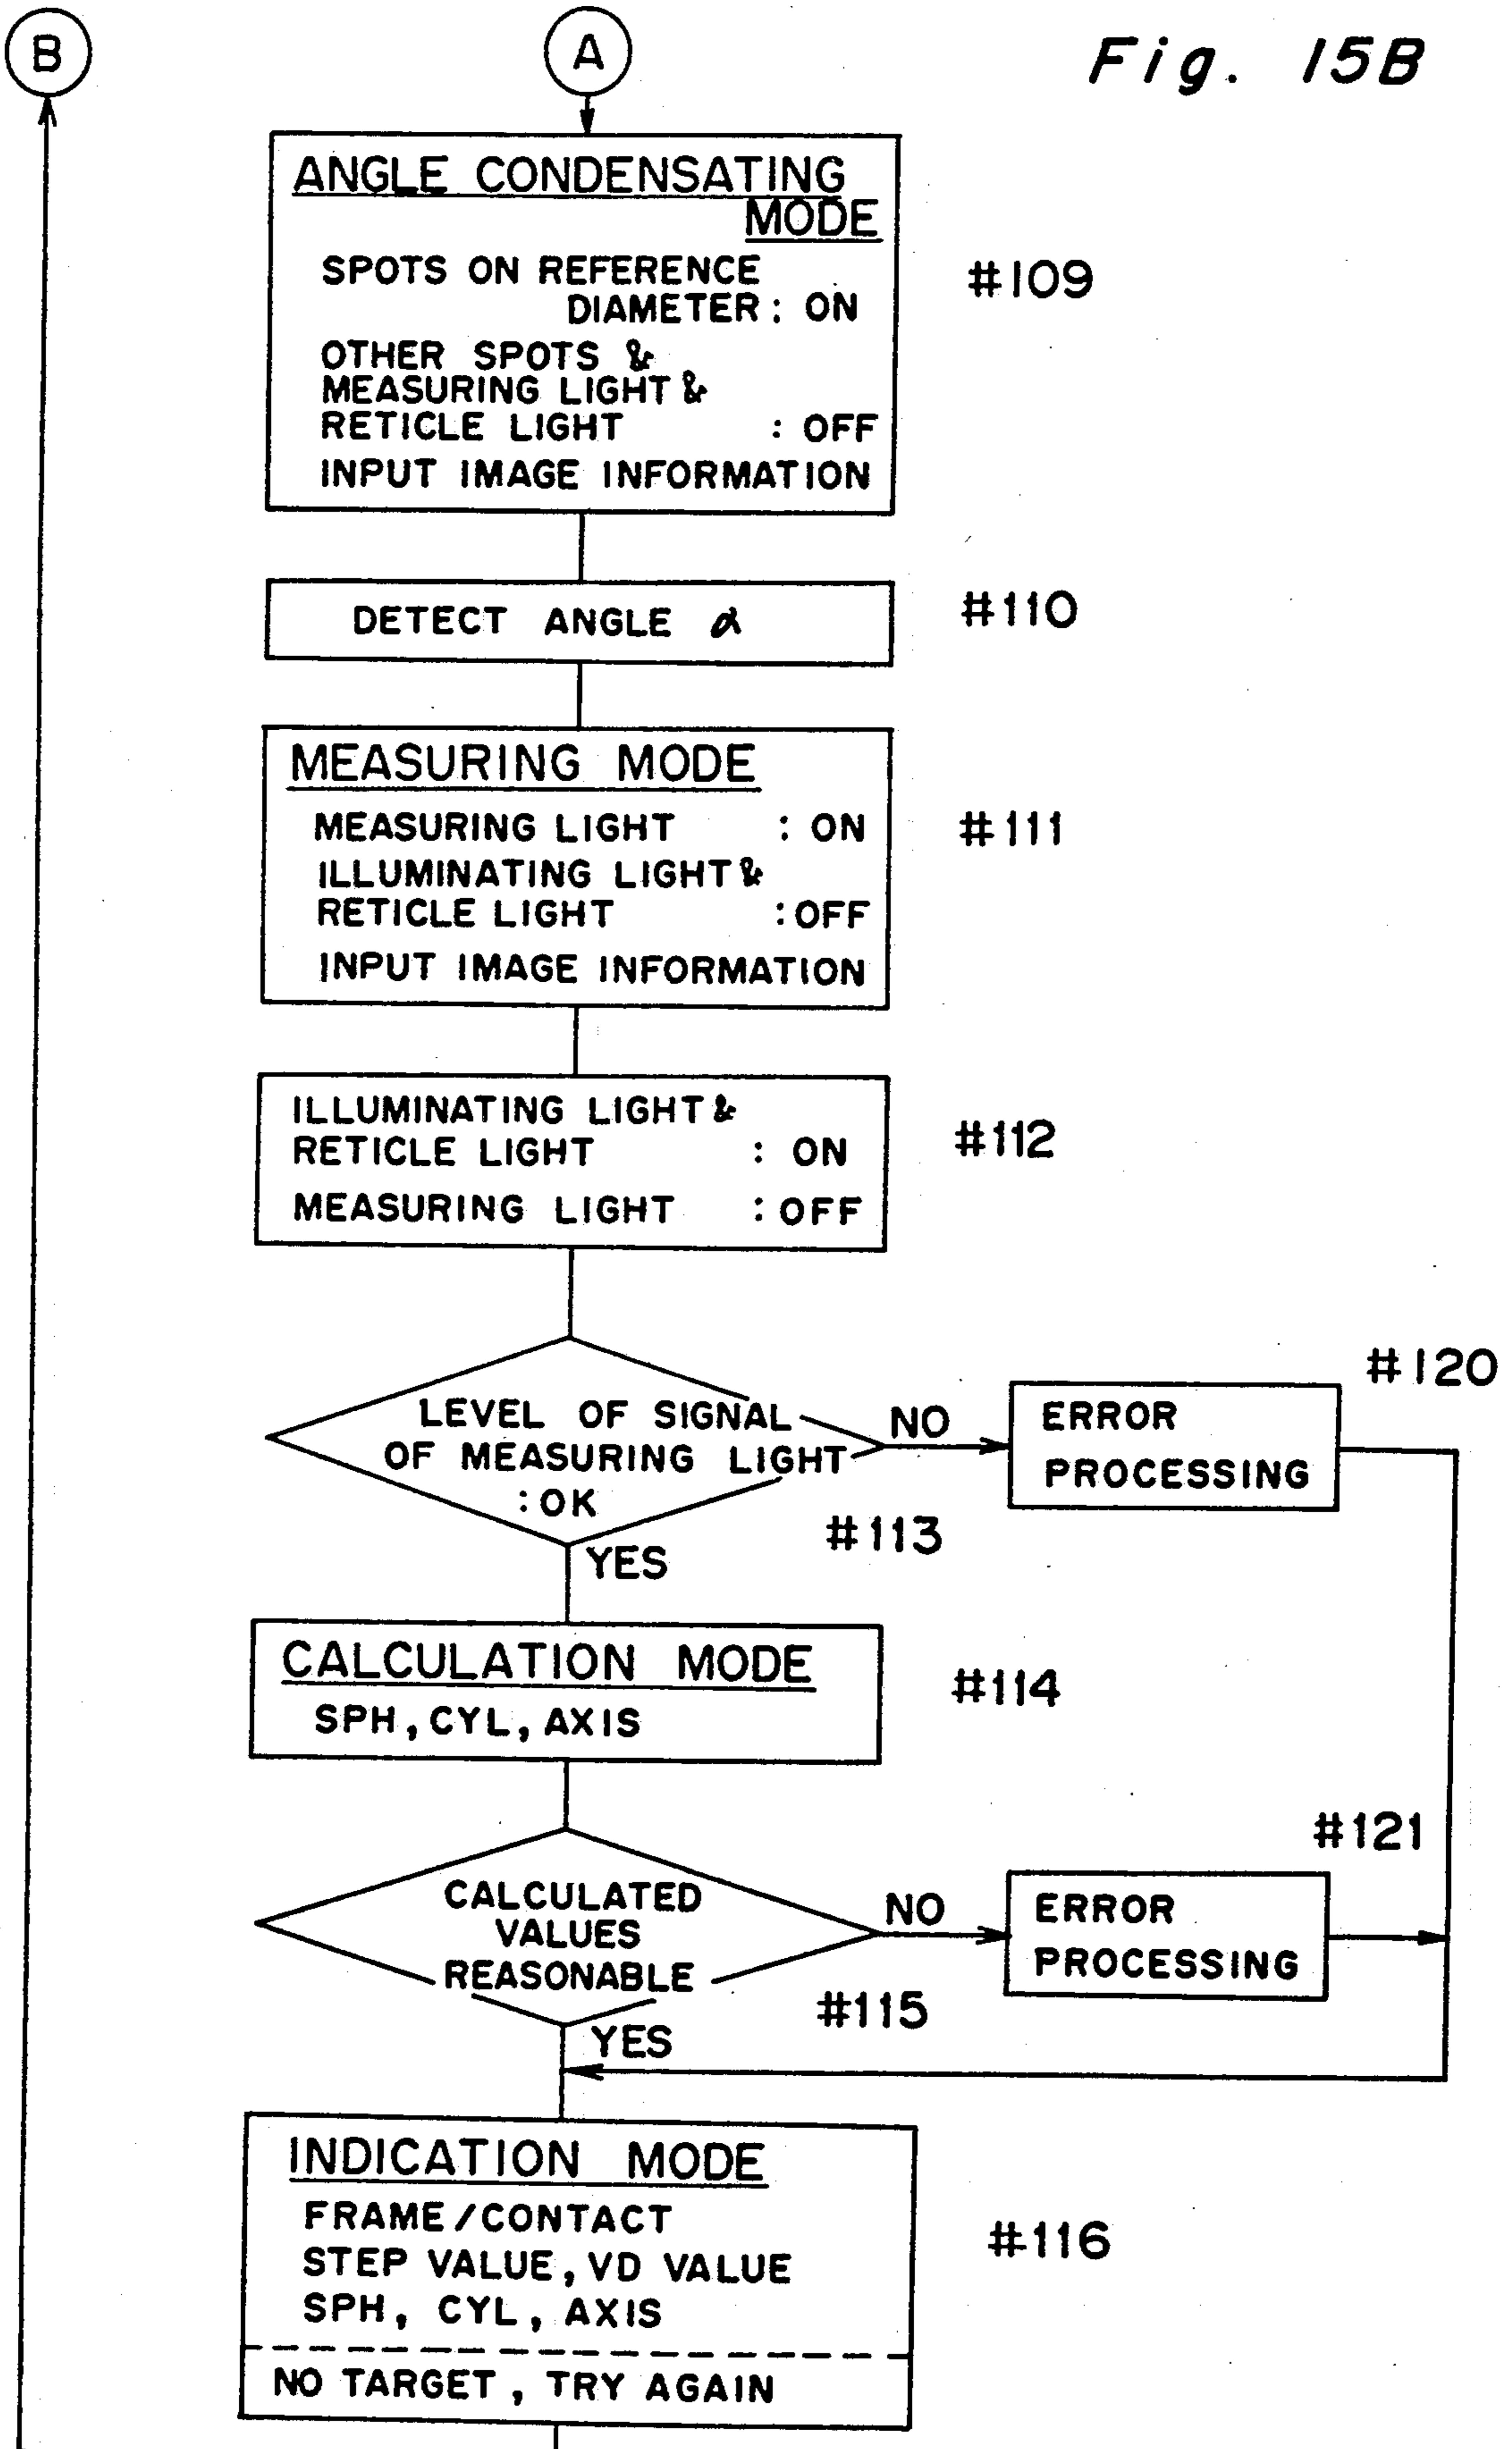 B
A
Fig. 15B
ANGLE CONDENSATING
MODE
SPOTS ON REFERENCE
DIAMETER : ON
#109
OTHER SPOTS &
MEASURING LIGHT &
RETICLE LIGHT : OFF
INPUT IMAGE INFORMATION
DETECT ANGLE α
#110
MEASURING MODE
MEASURING LIGHT : ON
#111
ILLUMINATING LIGHT &
RETICLE LIGHT : OFF
INPUT IMAGE INFORMATION
ILLUMINATING LIGHT &
RETICLE LIGHT : ON
#112
MEASURING LIGHT : OFF
LEVEL OF SIGNAL
OF MEASURING LIGHT
: OK
NO
#120
ERROR
PROCESSING
#113
YES
CALCULATION MODE
SPH, CYL, AXIS
#114
CALCULATED
VALUES
REASONABLE
NO
#121
ERROR
PROCESSING
#115
YES
INDICATION MODE
FRAME/CONTACT
STEP VALUE, VD VALUE
SPH, CYL, AXIS
#116
NO TARGET, TRY AGAIN